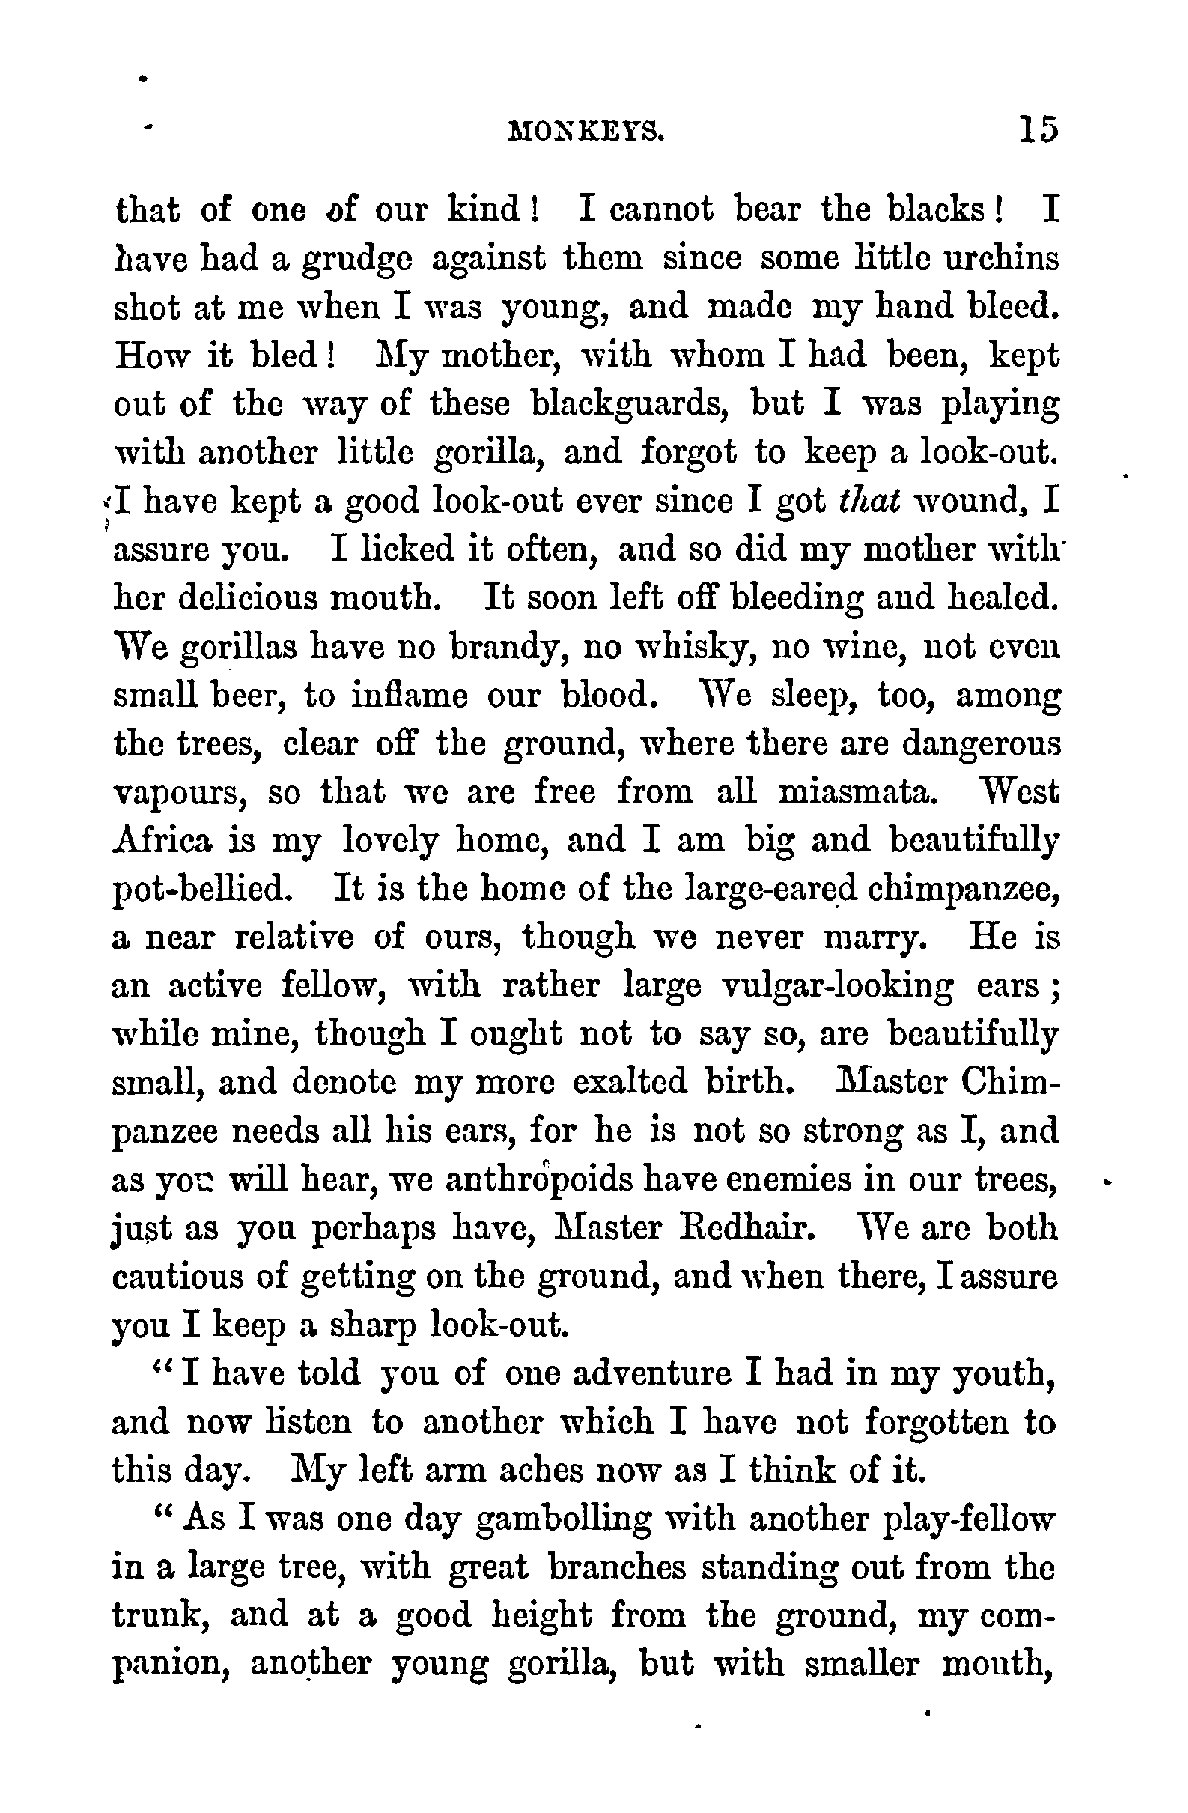 MONKEYS. 15
that of one of our kind! I cannot bear the blacks! I
have had a grudge against them since some little urchins
shot at me when I was young, and made my hand bleed.
How it bled! My mother, with whom I had been, kept
out of the way of these blackguards, but I was playing
with another little gorilla, and forgot to keep a look-out.
I have kept a good look-out ever since I got that wound, I
assure you. I licked it often, and so did my mother with
her delicious mouth. It soon left off bleeding and healed.
We gorillas have no brandy, no whisky, no wine, not even
small beer, to inflame our blood. We sleep, too, among
the trees, clear off the ground, where there are dangerous
vapours, so that we are free from all miasmata. West
Africa is my lovely home, and I am big and beautifully
pot-bellied. It is the home of the large-eared chimpanzee,
a near relative of ours, though we never marry. He is
an active fellow, with rather large vulgar-looking ears;
while mine, though I ought not to say so, are beautifully
small, and denote my more exalted birth. Master Chim-
panzee needs all his ears, for he is not so strong as I, and
as you will hear, we anthropoids have enemies in our trees,
just as you perhaps have, Master Redhair. We are both
cautious of getting on the ground, and when there, I assure
you I keep a sharp look-out.
“I have told you of one adventure I had in my youth,
and now listen to another which I have not forgotten to
this day. My left arm aches now as I think of it.
“As I was one day gambolling with another play-fellow
in a large tree, with great branches standing out from the
trunk, and at a good height from the ground, my com-
panion, another young gorilla, but with smaller mouth,